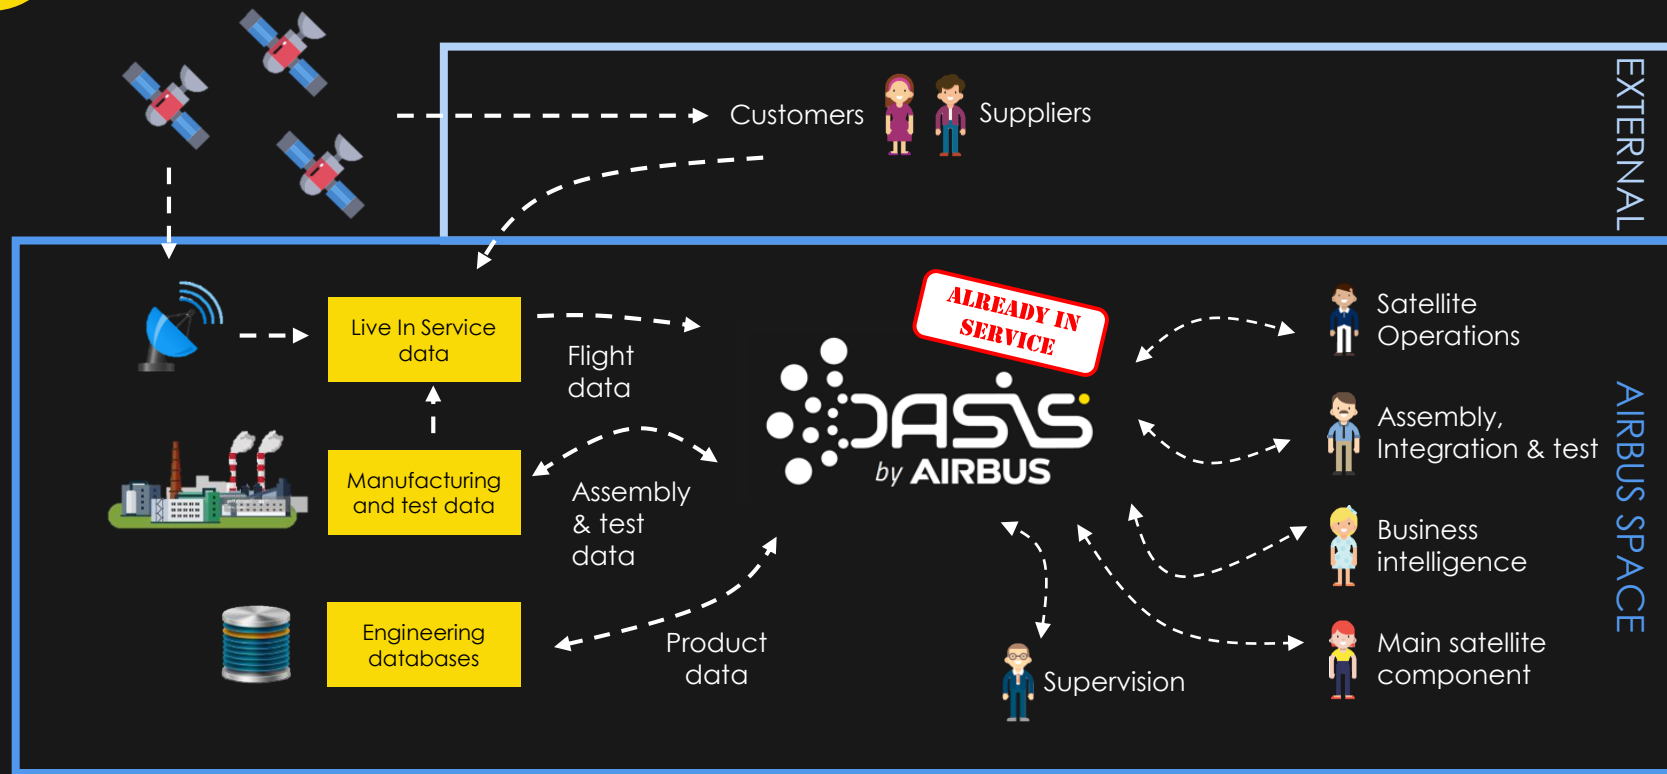 EXTERNAL
Customers
Suppliers
Live In Service
data
Flight
data
ALREADY IN
SERVICE
OASIS
by AIRBUS
Satellite
Operations
Assembly,
Integration & test
AIRBUS SPACE
Manufacturing
and test data
Assembly
& test
data
Business
intelligence
Engineering
databases
Product
data
Supervision
Main satellite
component